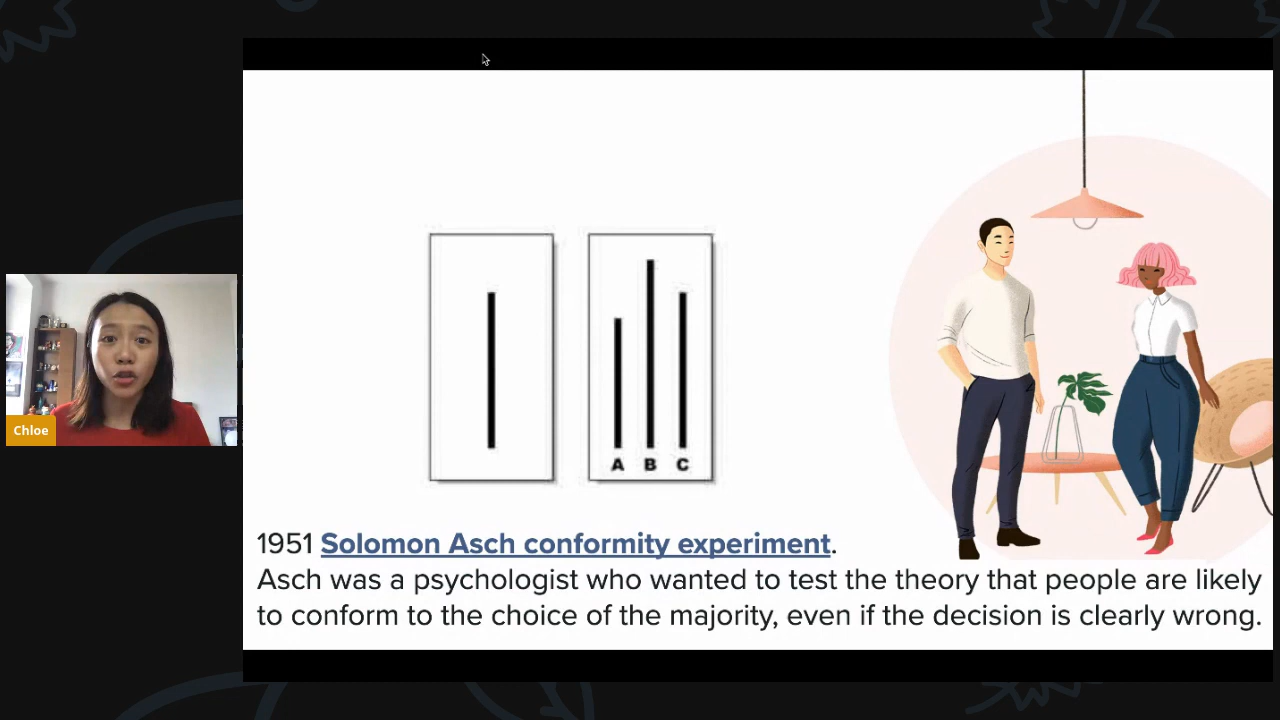 A B C
Chloe
1951 Solomon Asch conformity experiment.
Asch was a psychologist who wanted to test the theory that people are likely
to conform to the choice of the majority, even if the decision is clearly wrong.